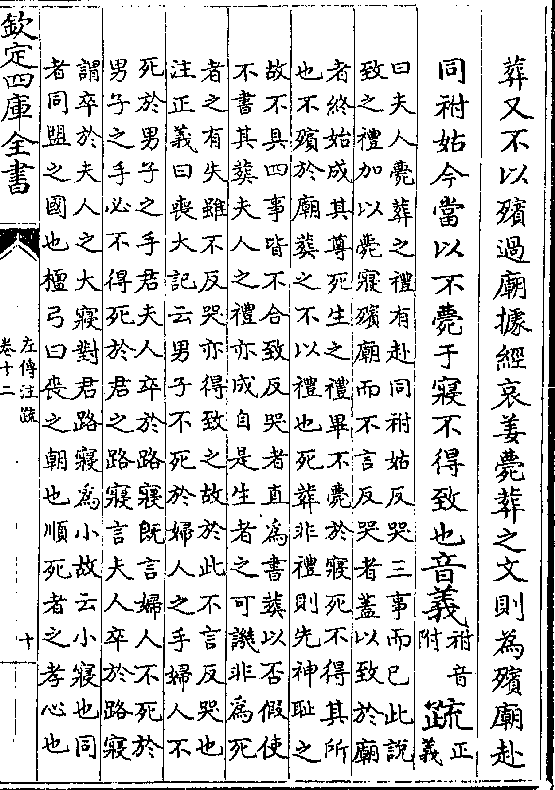 葬又不以殯過廟據經哀姜薨葬之文則為殯廟赴
同祔姑今當以不薨于寢不得致也音義祔音附疏正義
曰夫人薨葬之禮有赴同祔姑反哭三事而已此說
致之禮加以薨寢殯廟而不言反哭者蓋以致於廟
者終始成其尊死生之禮畢不薨於寢死不得其所
也不殯於廟葬之不以禮也死葬非禮則先神恥之
故不具四事皆不合致反哭者直為書葬以否假使
不書其葬夫人之禮亦成自是生者之可譏非為死
者之有失雖不反哭亦得致之故於此不言反哭也
注正義曰喪大記云男子不死於婦人之手婦人不
死於男子之手君夫人卒於路寢既言婦人不死於
男子之手必不得死於君之路寢言夫人卒於路寢
謂卒於夫人之大寢對君路寢為小故云小寢也同
者同盟之國也檀弓曰喪之朝也順死者之孝心也
欽定四庫全書
左傳注疏
卷十二
十